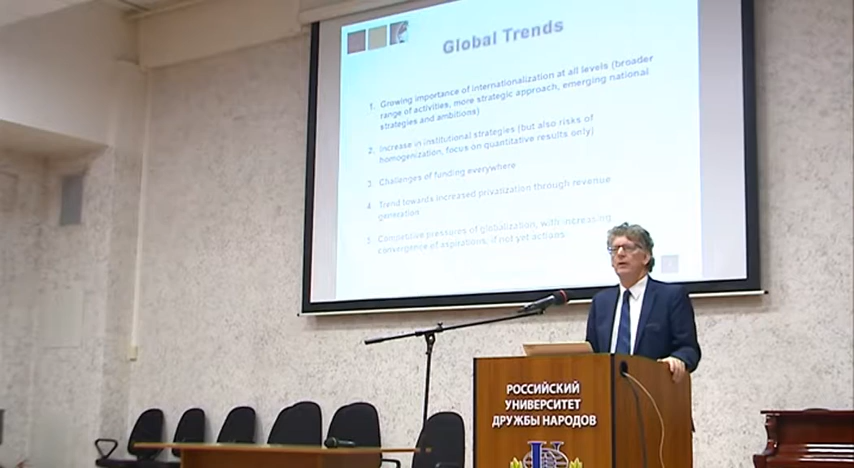 Global Trends
1. Growing importance of internationalization at all levels (broader
range of activities, more strategic approach, emerging national
strategies and ambitions)
2. Increase in institutional strategies (but also risks of
homogenization, focus on quantitative results only)
3. Challenges of funding everywhere
4. Trend towards increased privatization through revenue
generation
5. Competitive pressures of globalization, with increasing
convergence of aspirations, if not yet actions
РОССИЙСКИЙ
УНИВЕРСИТЕТ
ДРУЖБЫ НАРОДОВ